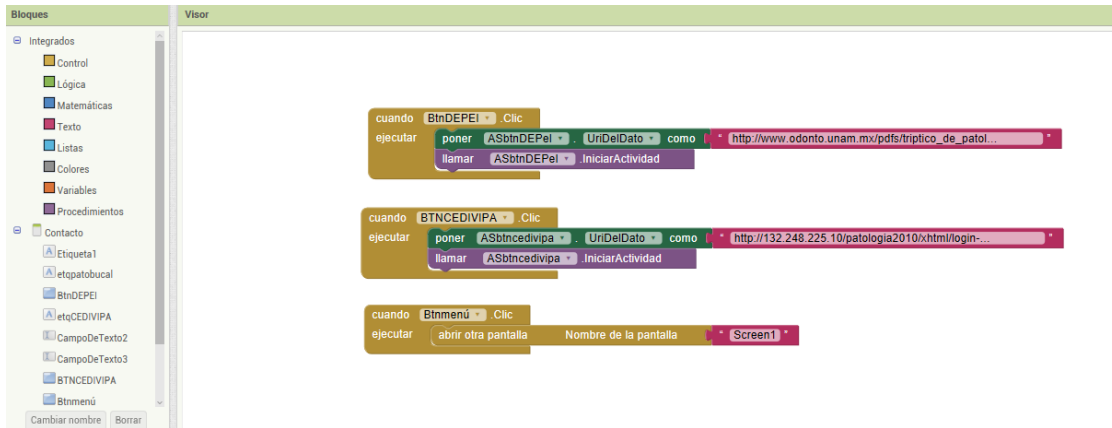 Bloques
Visor
Integrados
Control
Lógica
Matemáticas
Texto
Listas
Colores
Variables
Procedimientos
Contacto
Etiqueta1
etqpatobucal
BtnDEPEI
etqCEDIVIPA
CampoDeTexto2
CampoDeTexto3
BTNCEDIVIPA
Btnmenú
Cambiar nombre Borrar
cuando BtnDEPEI .Clic
ejecutar poner ASbtnDEPeI . UriDelDato como " http://www.odonto.unam.mx/pdfs/triptico_de_patol... "
llamar ASbtnDEPeI .IniciarActividad
cuando BTNCEDIVIPA .Clic
ejecutar poner ASbtncedivipa . UriDelDato como " http://132.248.225.10/patologia2010/xhtml/login-... "
llamar ASbtncedivipa .IniciarActividad
cuando Btnmenú .Clic
ejecutar abrir otra pantalla Nombre de la pantalla " Screen1 "